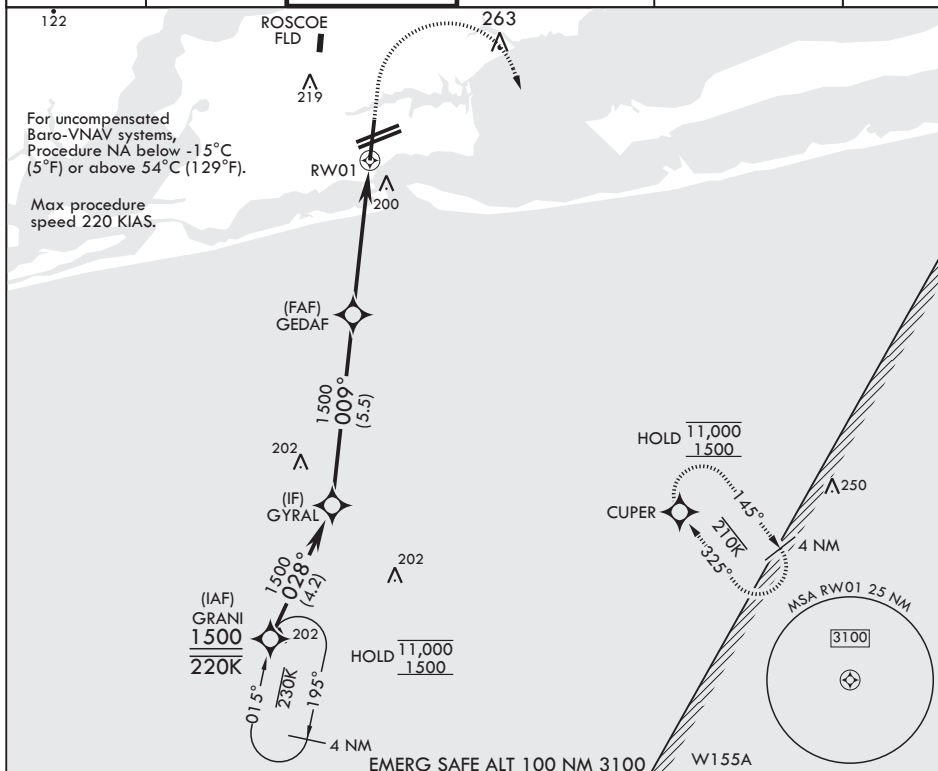 122
ROSCOE
FLD
263
219
For uncompensated
Baro-VNAV systems,
Procedure NA below -15°C
(5°F) or above 54°C (129°F).
RW01
Max procedure
speed 220 KIAS.
200
(FAF)
GEDAF
1500
009°
(5.5)
HOLD 11,000
1500
202
250
(IF)
GYRAL
CUPER
145°
210K
325°
4 NM
1500
028°
(4.2)
202
(IAF)
GRANI
1500
220K
202
MSA RW01 25 NM
3100
HOLD 11,000
1500
015°
230K
195°
4 NM
EMERG SAFE ALT 100 NM 3100
W155A